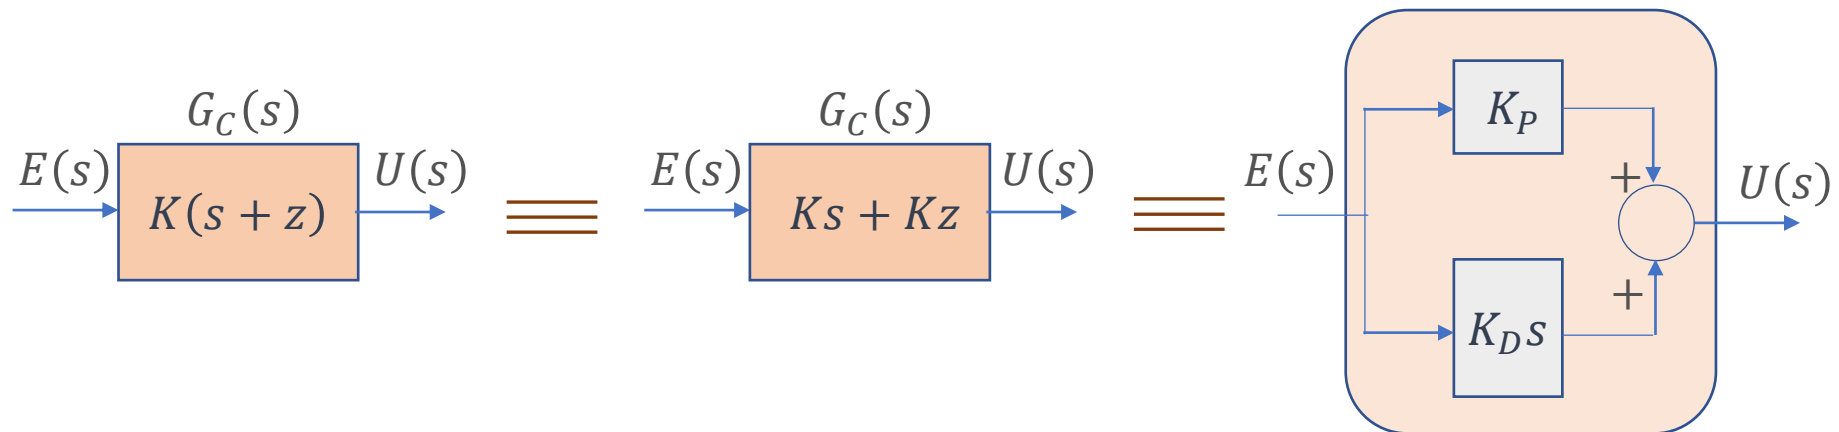 G_C(s)
E(s)
K(s + z)
U(s)
G_C(s)
E(s)
Ks + Kz
U(s)
E(s)
K_P
+
+
K_D s
U(s)